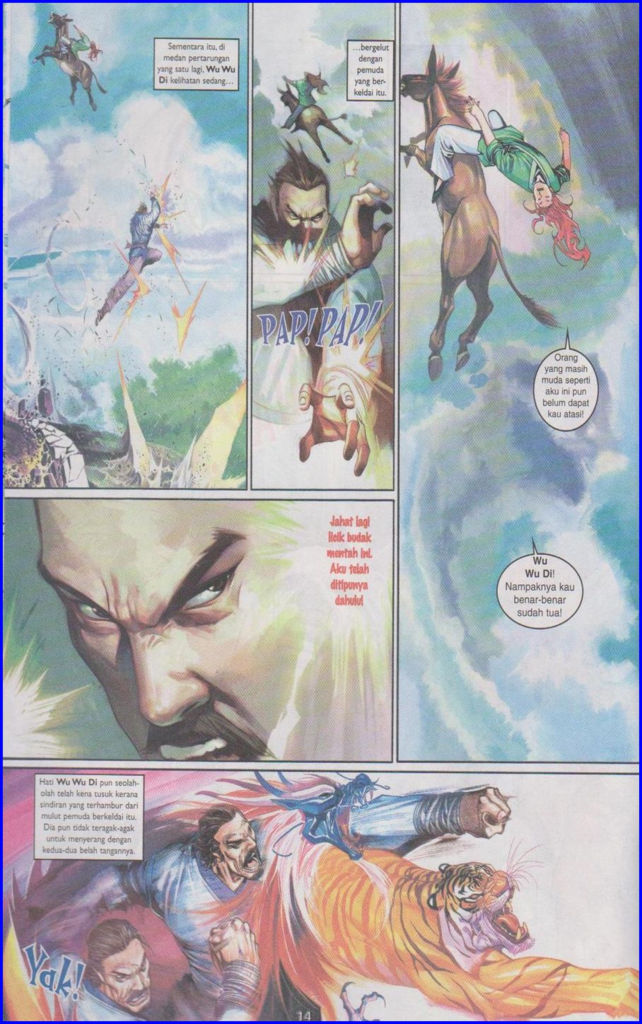 Sementara itu, di
medan pertarungan
yang satu lagi, Wu Wu
Di kelihatan sedang...
...bergelut
dengan
pemuda
yang ber-
keldai itu.
PAP! PAP!
Orang
yang masih
muda seperti
aku ini pun
belum dapat
kau atasi!
Wu
Wu Di!
Nampaknya kau
benar-benar
sudah tua!
Jahat lagi
licik budak
mentah ini.
Aku telah
ditipunya
dahulu!
Hati Wu Wu Di pun seolah-
olah telah kena tusuk kerana
sindiran yang terhambur dari
mulut pemuda berkeldai itu.
Dia pun tidak teragak-agak
untuk menyerang dengan
kedua-dua belah tangannya.
Yak!
14